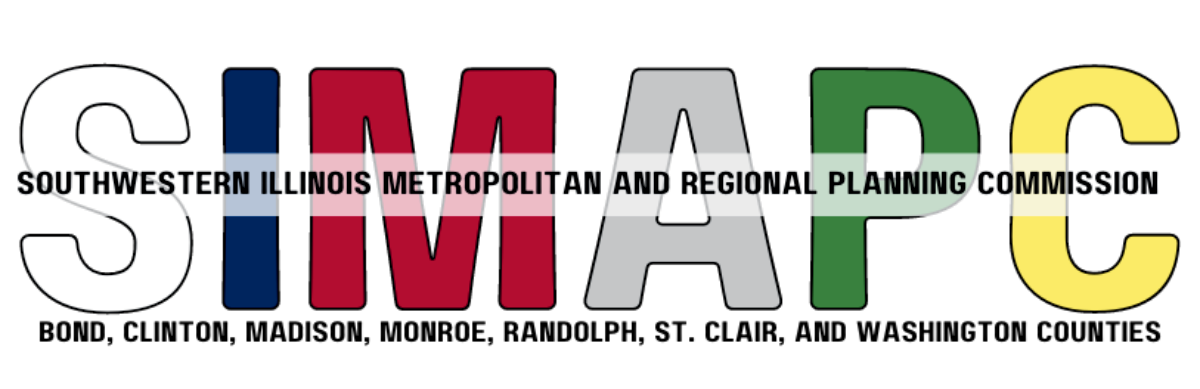 SIMAPC
SOUTHWESTERN ILLINOIS METROPOLITAN AND REGIONAL PLANNING COMMISSION
BOND, CLINTON, MADISON, MONROE, RANDOLPH, ST. CLAIR, AND WASHINGTON COUNTIES